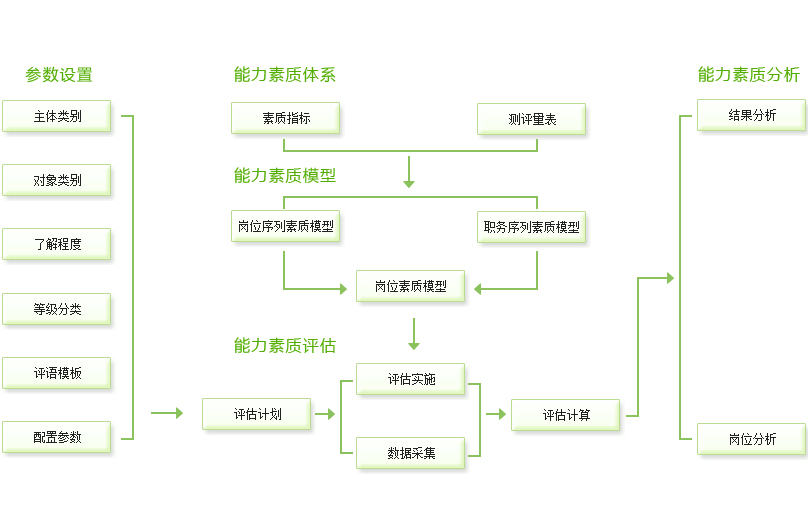 参数设置
主体类别
对象类别
了解程度
等级分类
评语模板
配置参数
能力素质体系
素质指标
测评量表
能力素质模型
岗位序列素质模型
职务序列素质模型
岗位素质模型
能力素质评估
评估计划
评估实施
数据采集
评估计算
能力素质分析
结果分析
岗位分析